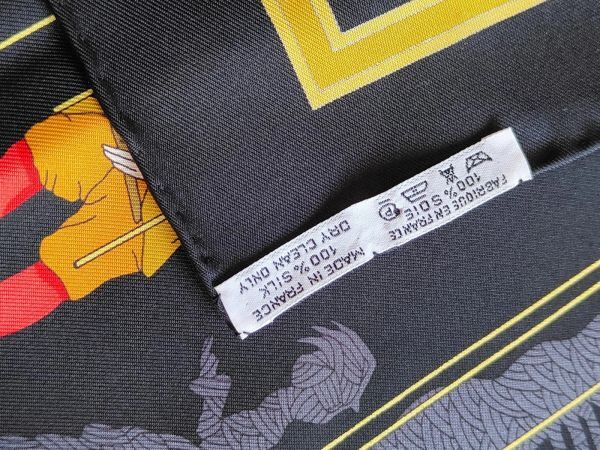 FABRIQUE EN FRANCE
100% SOIE
MADE IN FRANCE
100% SILK
DRY CLEAN ONLY